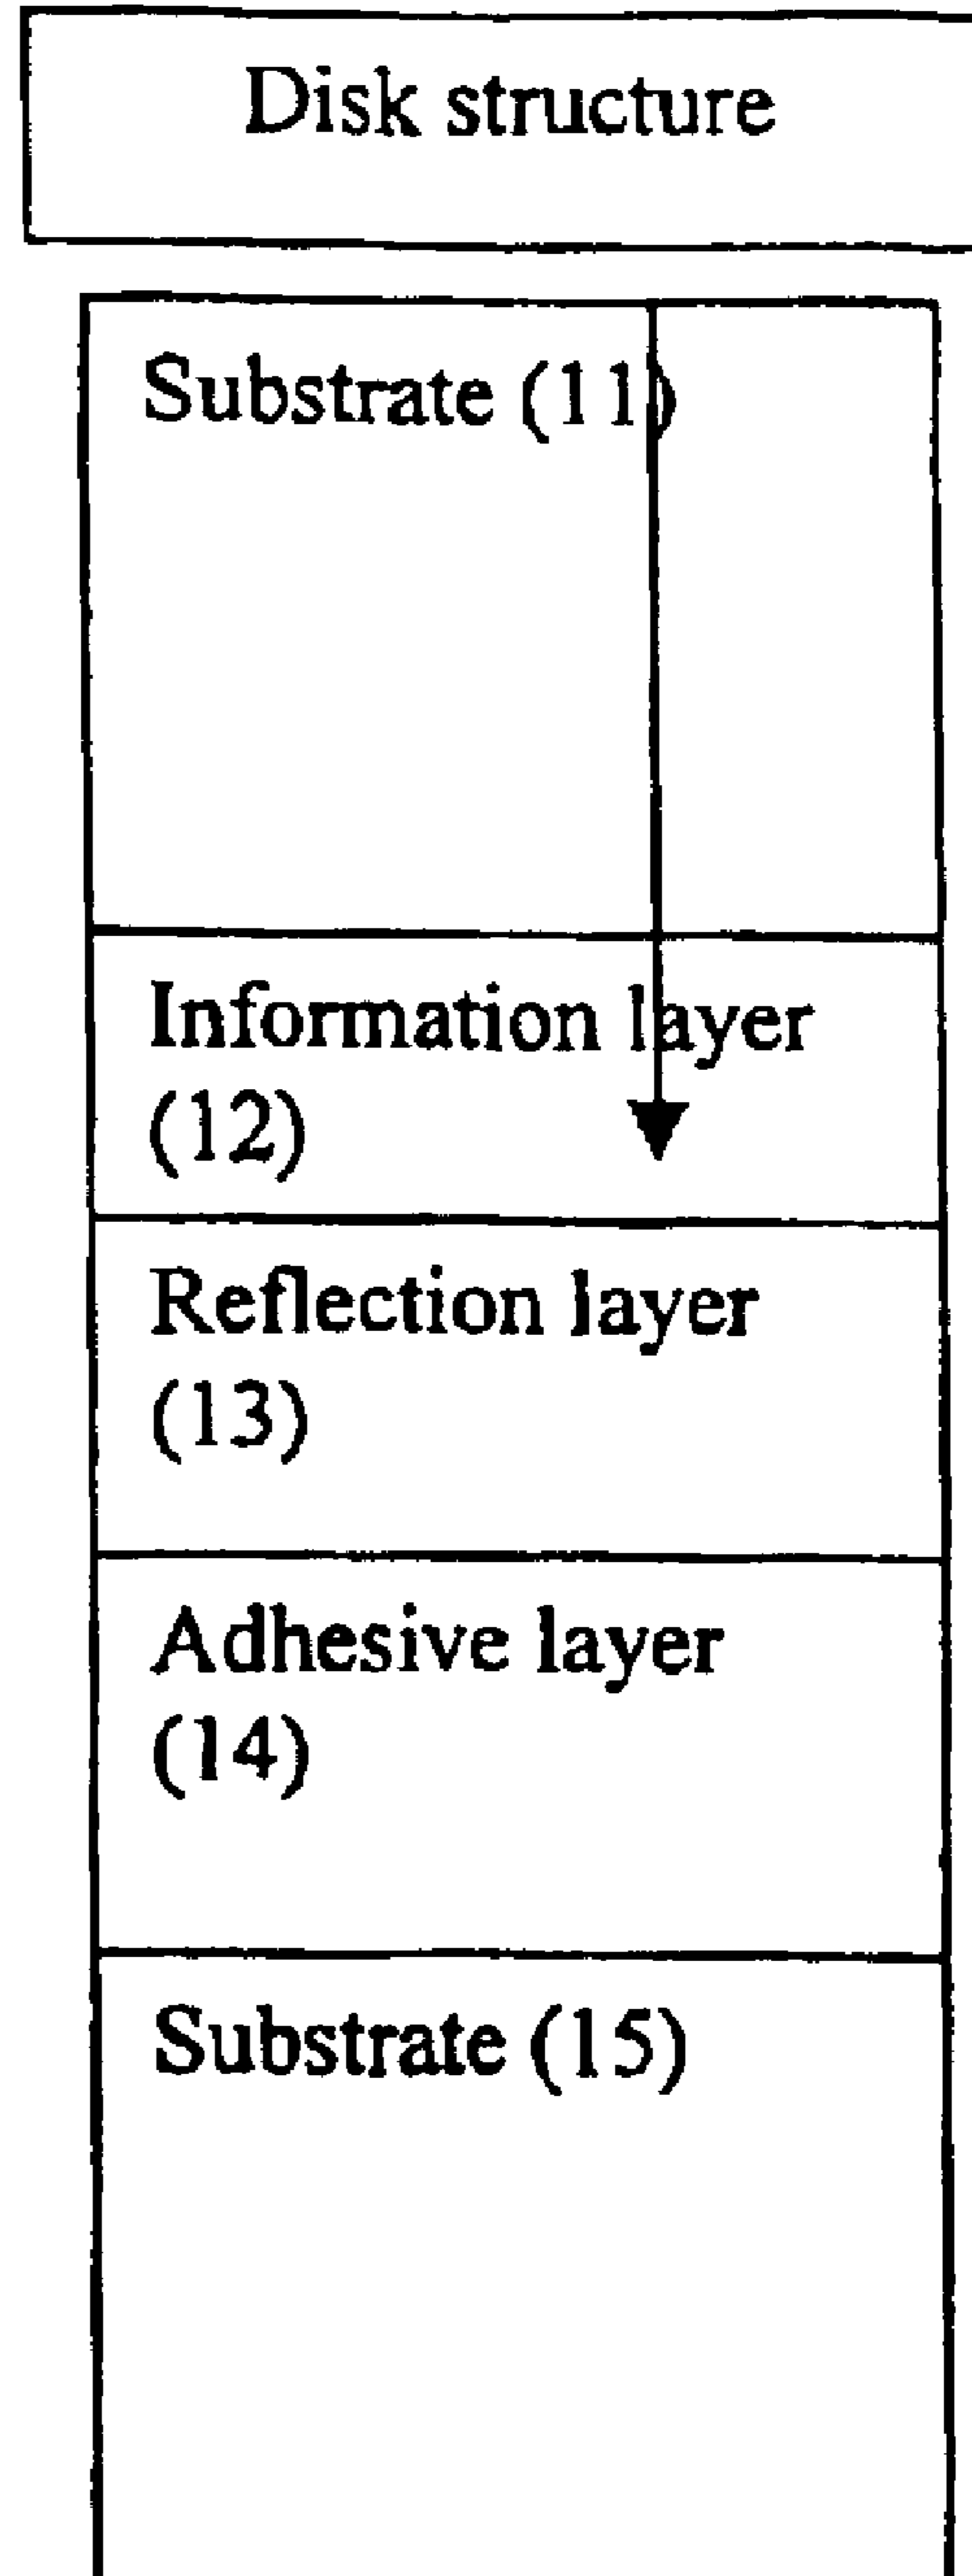 Disk structure
Substrate (11)
Information layer
(12)
Reflection layer
(13)
Adhesive layer
(14)
Substrate (15)